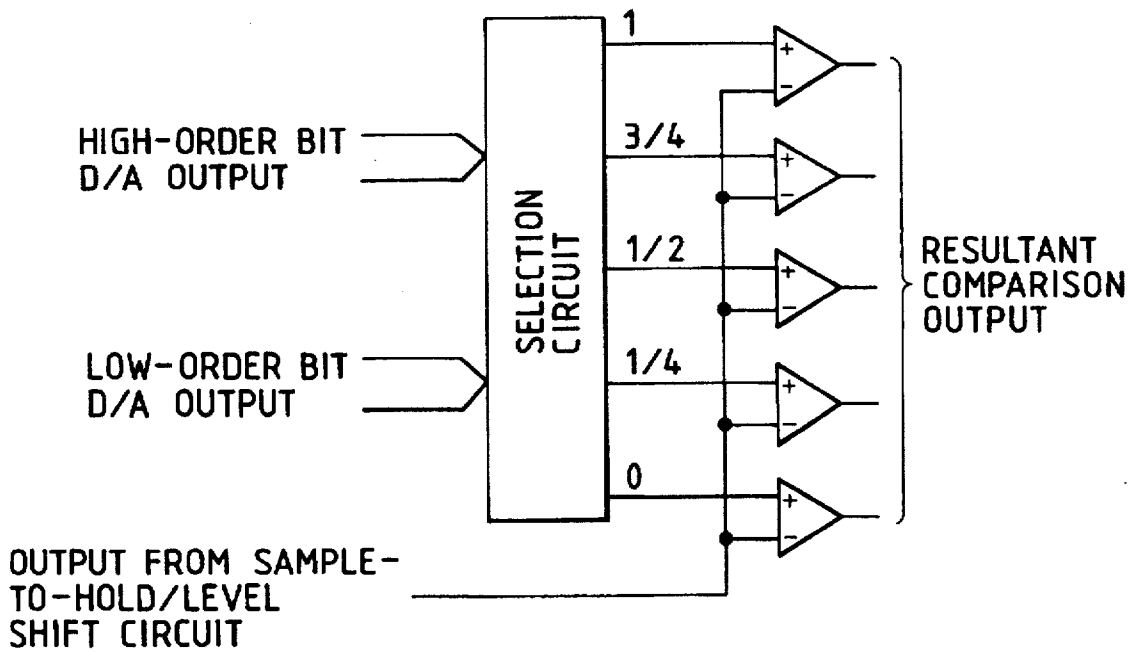 HIGH-ORDER BIT
D/A OUTPUT
LOW-ORDER BIT
D/A OUTPUT
OUTPUT FROM SAMPLE-
TO-HOLD/LEVEL
SHIFT CIRCUIT
SELECTION
CIRCUIT
1
3/4
1/2
1/4
0
+
-
+
-
+
-
+
-
+
-
RESULTANT
COMPARISON
OUTPUT